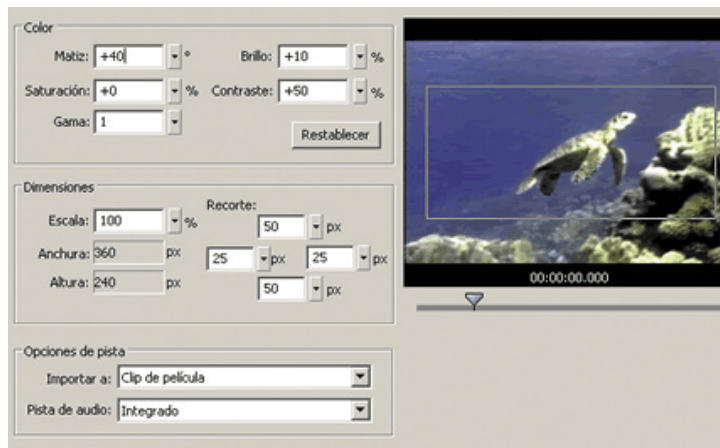 Color
Matiz: +40 °
Brillo: +10 %
Saturación: +0 %
Contraste: +50 %
Gama: 1
Restablecer
Dimensiones
Escala: 100 %
Recorte:
50 px
Anchura: 360 px
25 px
25 px
Altura: 240 px
50 px
Opciones de pista
Importar a: Clip de película
Pista de audio: Integrado
00:00:00.000